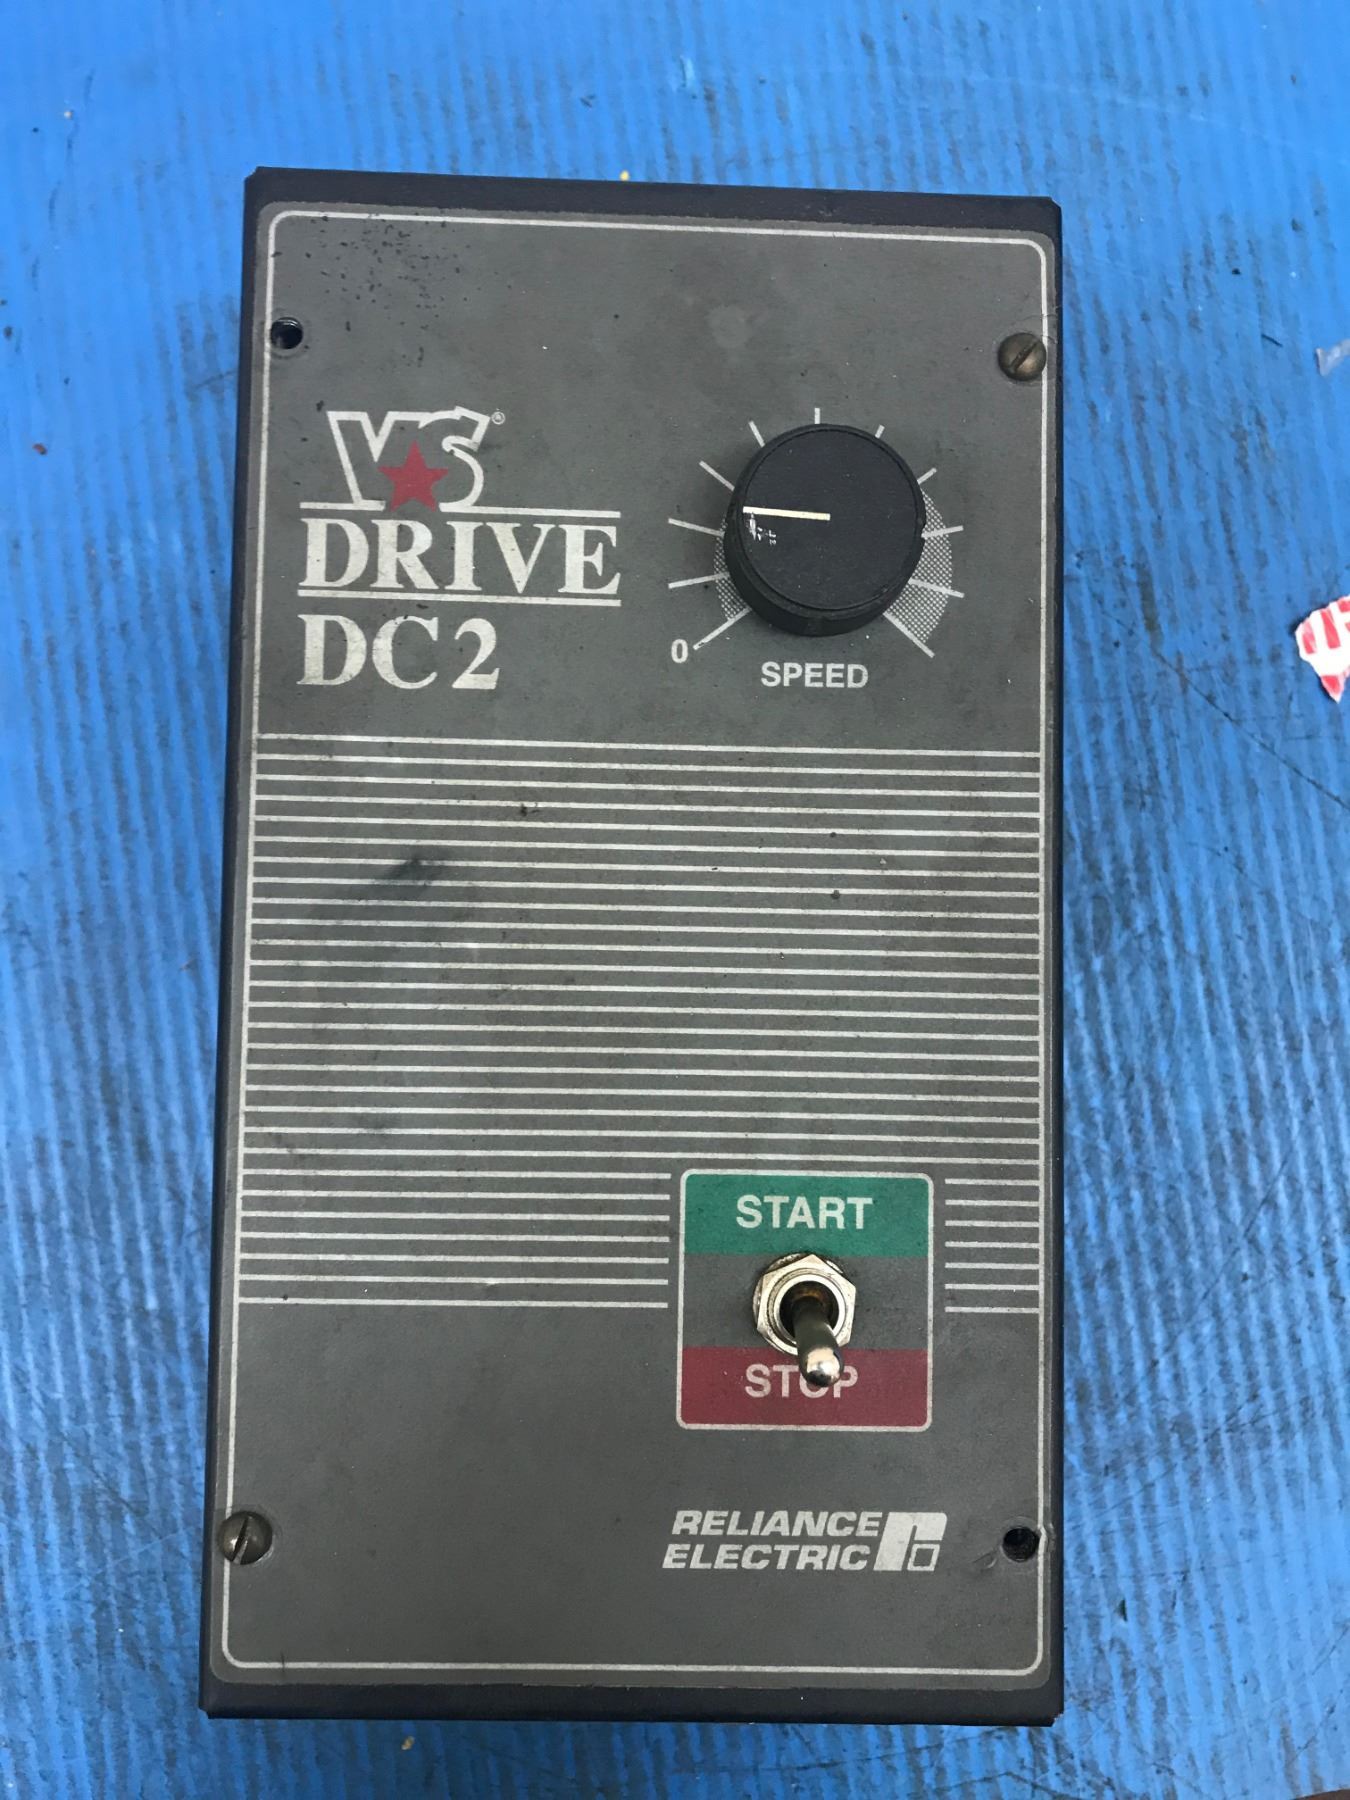 VS®
DRIVE
DC2
0
SPEED
START
STOP
RELIANCE
ELECTRIC